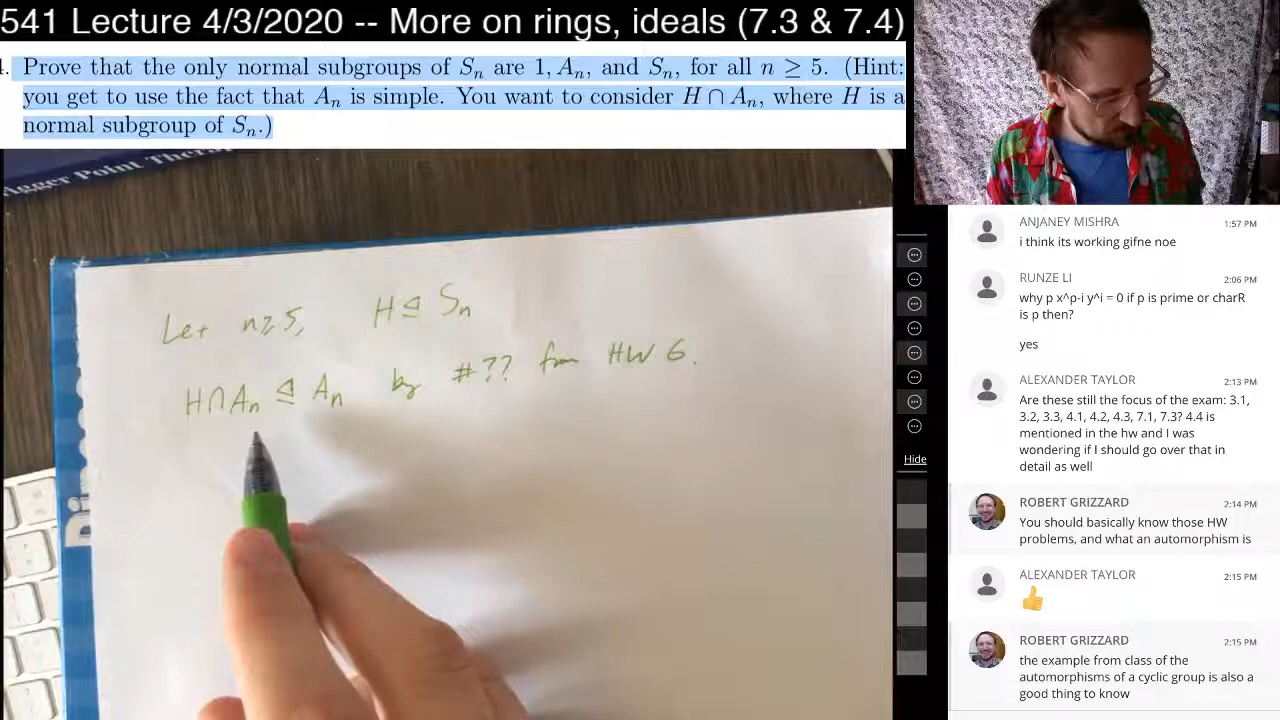 541 Lecture 4/3/2020 -- More on rings, ideals (7.3 & 7.4)
4. Prove that the only normal subgroups of Sₙ are 1, Aₙ, and Sₙ, for all n ≥ 5. (Hint:
you get to use the fact that Aₙ is simple. You want to consider H ∩ Aₙ, where H is a
normal subgroup of Sₙ.)
igger Point Therap
Let n ≥ 5, H ⊴ Sₙ
H∩Aₙ ⊴ Aₙ by #?? from HW 6.
ANJANEY MISHRA 1:57 PM
i think its working gifne noe
RUNZE LI 2:06 PM
why p x^p-i y^i = 0 if p is prime or charR
is p then?
yes
ALEXANDER TAYLOR 2:13 PM
Are these still the focus of the exam: 3.1,
3.2, 3.3, 4.1, 4.2, 4.3, 7.1, 7.3? 4.4 is
mentioned in the hw and I was
wondering if I should go over that in
detail as well
Hide
ROBERT GRIZZARD 2:14 PM
You should basically know those HW
problems, and what an automorphism is
ALEXANDER TAYLOR 2:15 PM
👍
ROBERT GRIZZARD 2:15 PM
the example from class of the
automorphisms of a cyclic group is also a
good thing to know